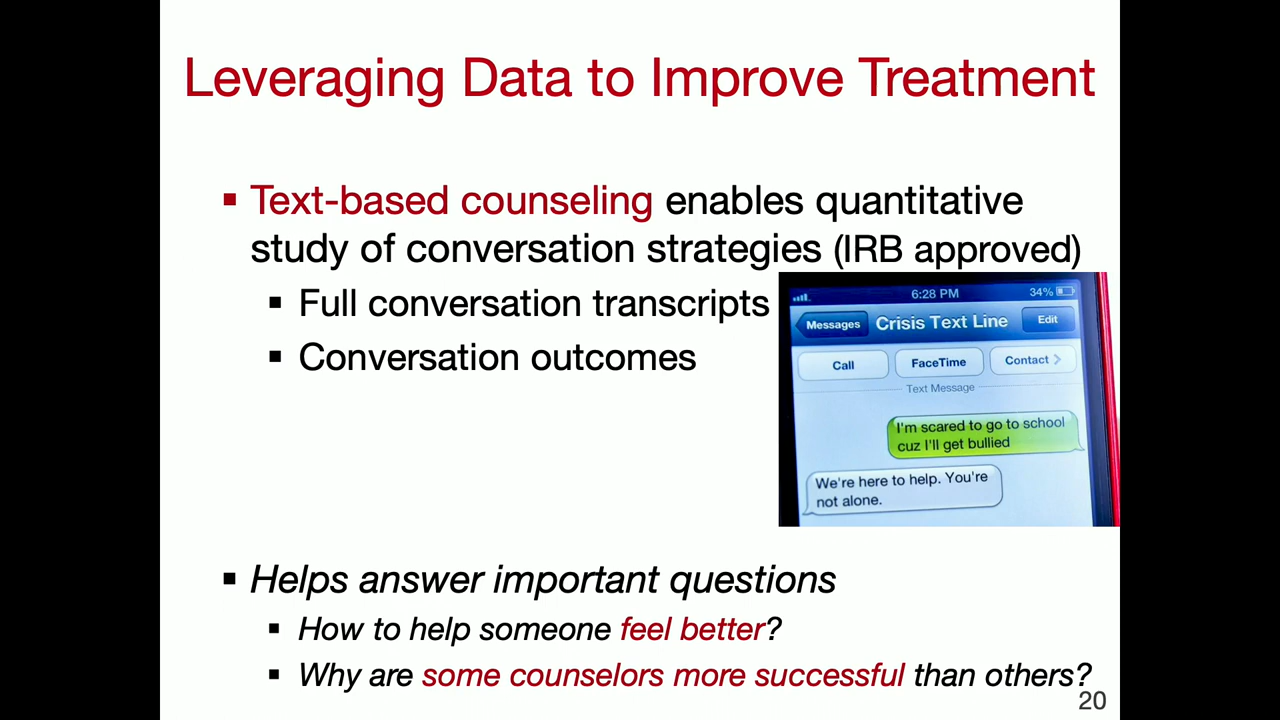 Leveraging Data to Improve Treatment
▪ Text-based counseling enables quantitative
study of conversation strategies (IRB approved)
▪ Full conversation transcripts
▪ Conversation outcomes
6:28 PM
34%
Messages
Crisis Text Line
Edit
Call
FaceTime
Contact >
Text Message
I'm scared to go to school
cuz I'll get bullied
We're here to help. You're
not alone.
▪ Helps answer important questions
▪ How to help someone feel better?
▪ Why are some counselors more successful than others?
20